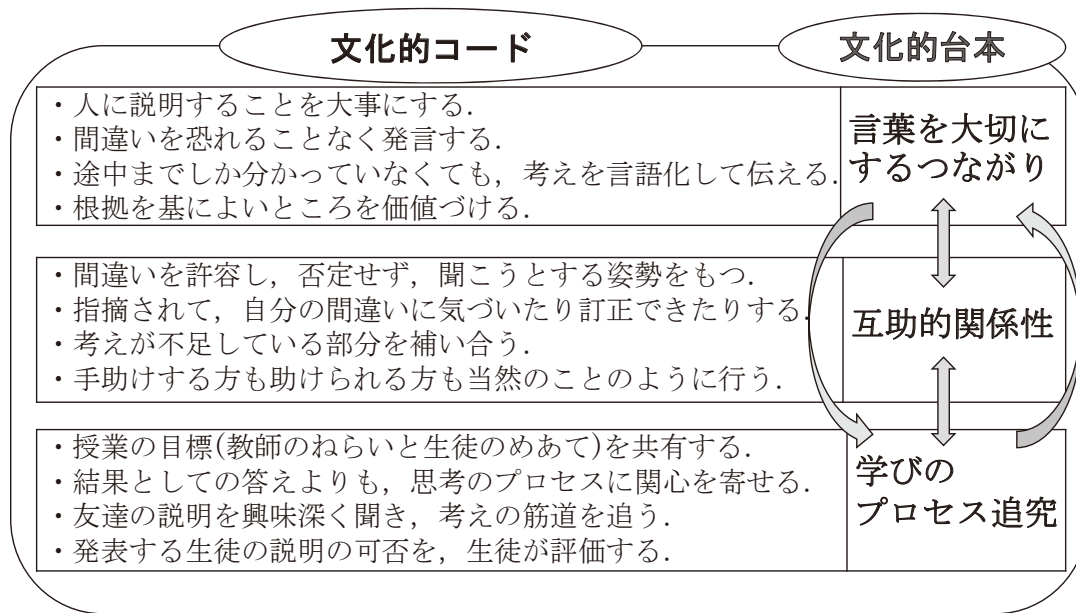 文化的コード
文化的台本
・人に説明することを大事にする．
・間違いを恐れることなく発言する．
・途中までしか分かっていなくても，考えを言語化して伝える．
・根拠を基によいところを価値づける．
言葉を大切に
するつながり
・間違いを許容し，否定せず，聞こうとする姿勢をもつ．
・指摘されて，自分の間違いに気づいたり訂正できたりする．
・考えが不足している部分を補い合う．
・手助けする方も助けられる方も当然のことのように行う．
互助的関係性
・授業の目標(教師のねらいと生徒のめあて)を共有する．
・結果としての答えよりも，思考のプロセスに関心を寄せる．
・友達の説明を興味深く聞き，考えの筋道を追う．
・発表する生徒の説明の可否を，生徒が評価する．
学びの
プロセス追究